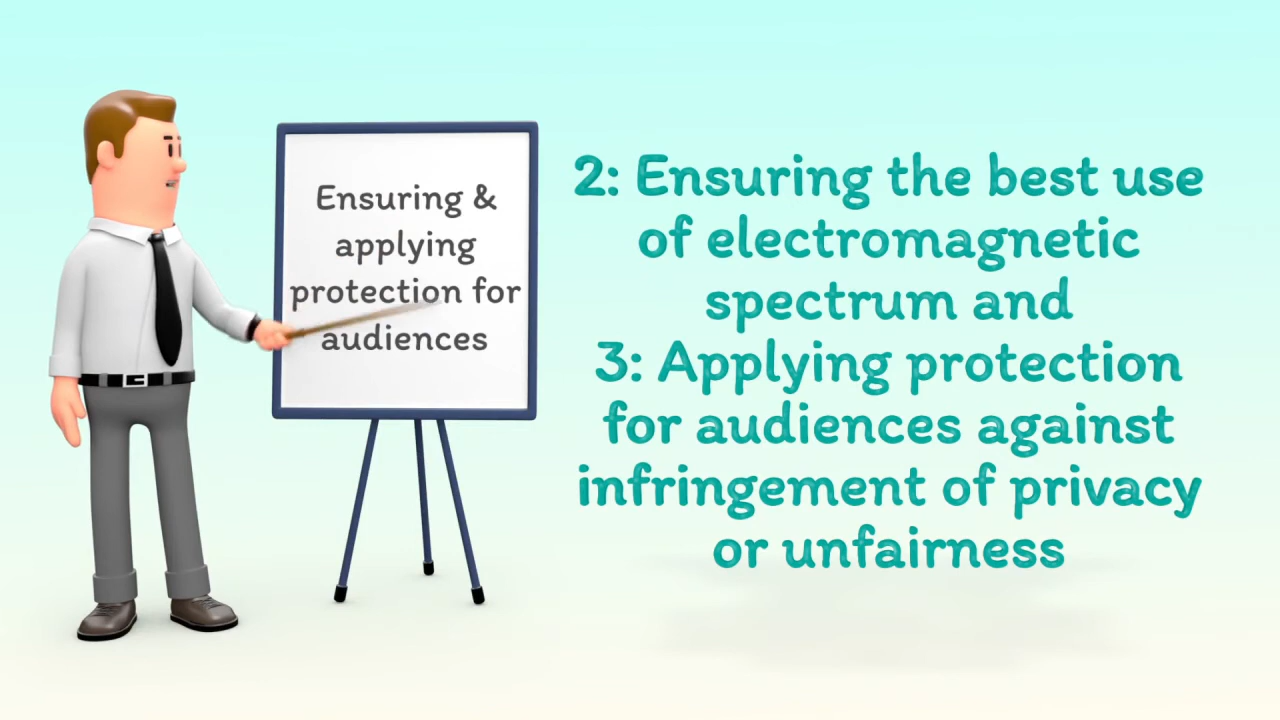 Ensuring &
applying
protection for
audiences
2: Ensuring the best use
of electromagnetic
spectrum and
3: Applying protection
for audiences against
infringement of privacy
or unfairness